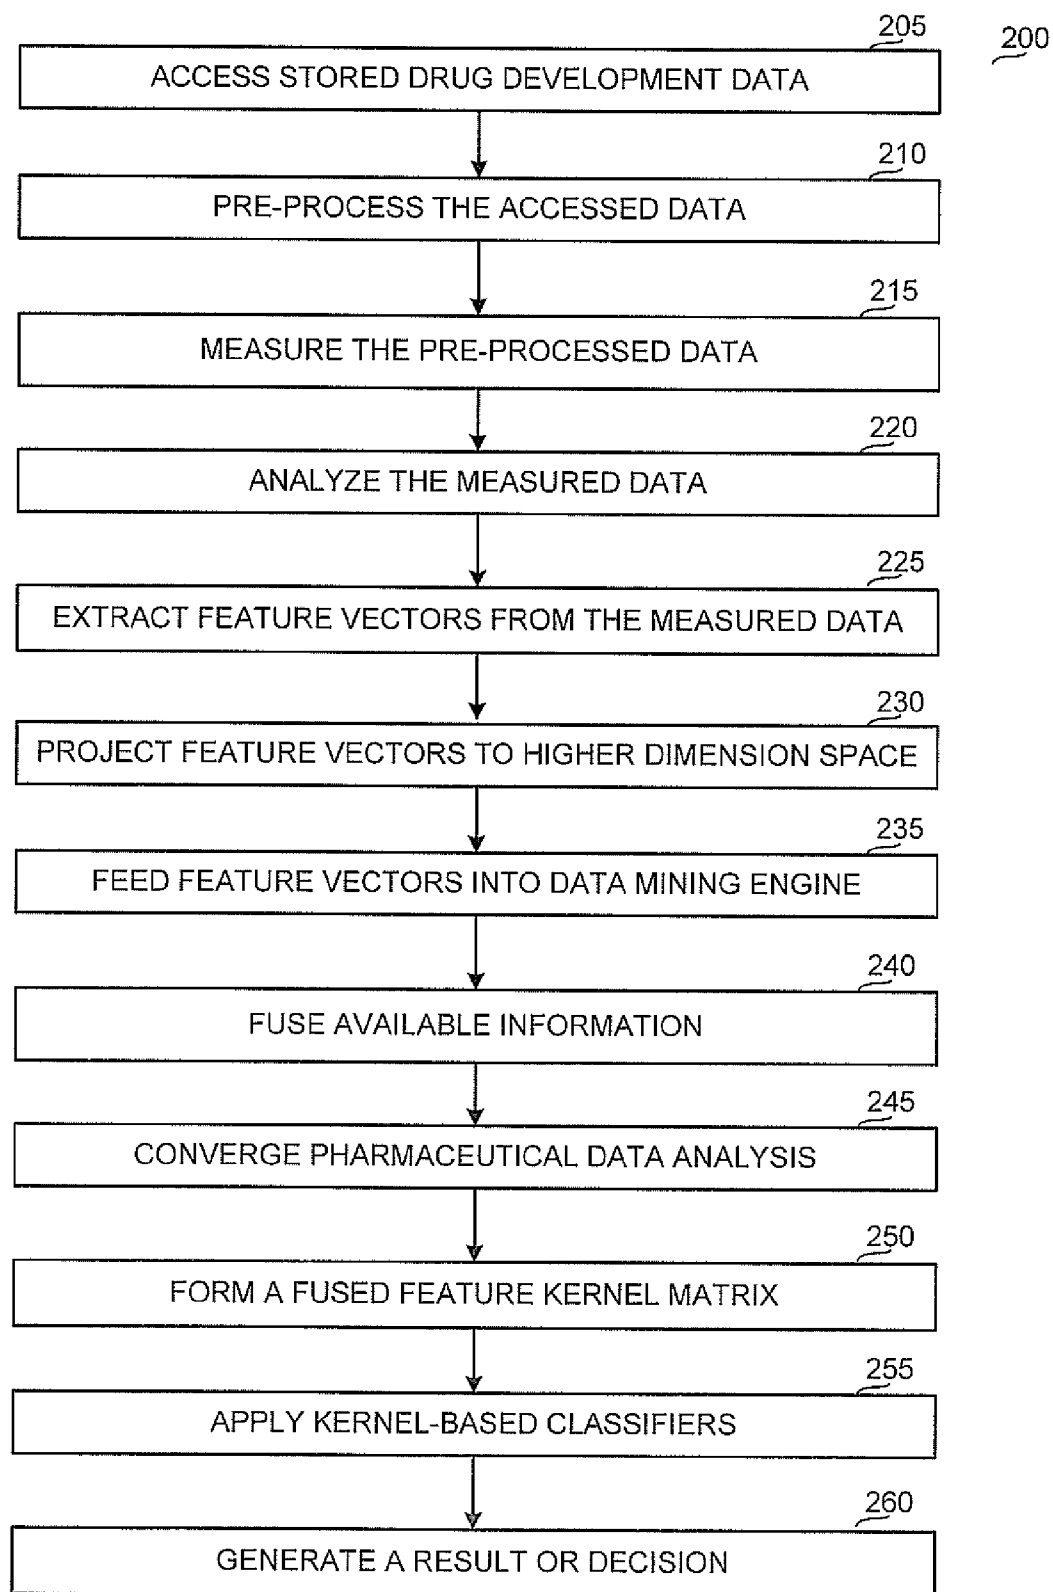 205
200
ACCESS STORED DRUG DEVELOPMENT DATA
210
PRE-PROCESS THE ACCESSED DATA
215
MEASURE THE PRE-PROCESSED DATA
220
ANALYZE THE MEASURED DATA
225
EXTRACT FEATURE VECTORS FROM THE MEASURED DATA
230
PROJECT FEATURE VECTORS TO HIGHER DIMENSION SPACE
235
FEED FEATURE VECTORS INTO DATA MINING ENGINE
240
FUSE AVAILABLE INFORMATION
245
CONVERGE PHARMACEUTICAL DATA ANALYSIS
250
FORM A FUSED FEATURE KERNEL MATRIX
255
APPLY KERNEL-BASED CLASSIFIERS
260
GENERATE A RESULT OR DECISION